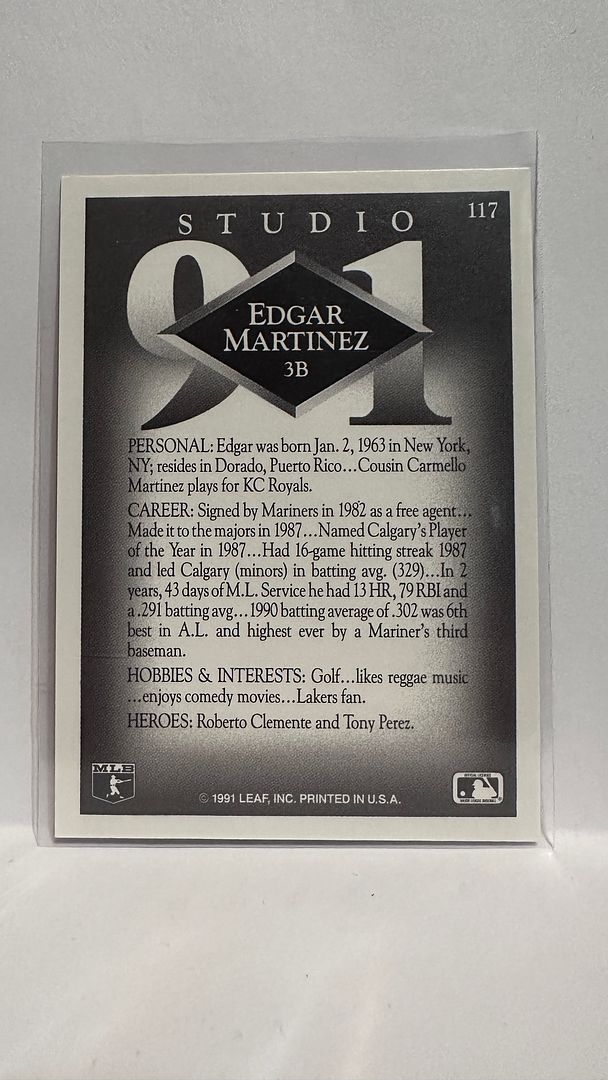 117
STUDIO
91
EDGAR
MARTINEZ
3B
PERSONAL: Edgar was born Jan. 2, 1963 in New York,
NY; resides in Dorado, Puerto Rico...Cousin Carmello
Martinez plays for KC Royals.
CAREER: Signed by Mariners in 1982 as a free agent...
Made it to the majors in 1987...Named Calgary's Player
of the Year in 1987...Had 16-game hitting streak 1987
and led Calgary (minors) in batting avg. (329)...In 2
years, 43 days of M.L. Service he had 13 HR, 79 RBI and
a .291 batting avg...1990 batting average of .302 was 6th
best in A.L. and highest ever by a Mariner's third
baseman.
HOBBIES & INTERESTS: Golf...likes reggae music
...enjoys comedy movies...Lakers fan.
HEROES: Roberto Clemente and Tony Perez.
MLB
© 1991 LEAF, INC. PRINTED IN U.S.A.
OFFICIAL LICENSEE
MAJOR LEAGUE BASEBALL